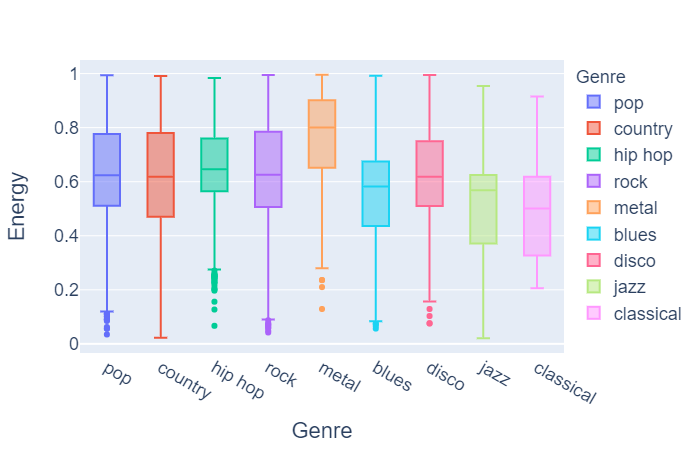 Energy
1
0.8
0.6
0.4
0.2
0
pop
country
hip hop
rock
metal
blues
disco
jazz
classical
Genre
Genre
pop
country
hip hop
rock
metal
blues
disco
jazz
classical